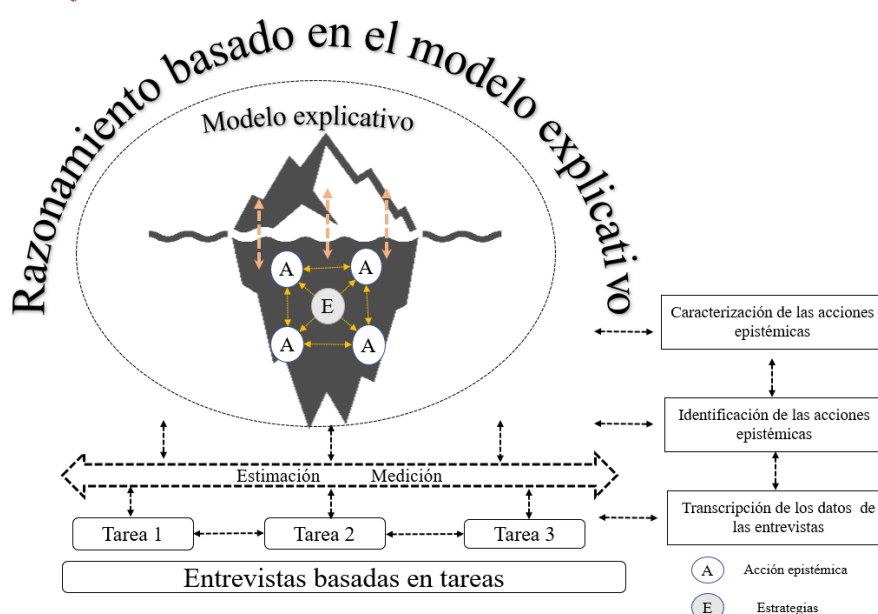 Razonamiento basado en el modelo explicativo
Modelo explicativo
A
A
E
A
A
Caracterización de las acciones
epistémicas
Identificación de las acciones
epistémicas
Estimación
Medición
Transcripción de los datos de
las entrevistas
Tarea 1
Tarea 2
Tarea 3
Entrevistas basadas en tareas
A
Acción epistémica
E
Estrategias